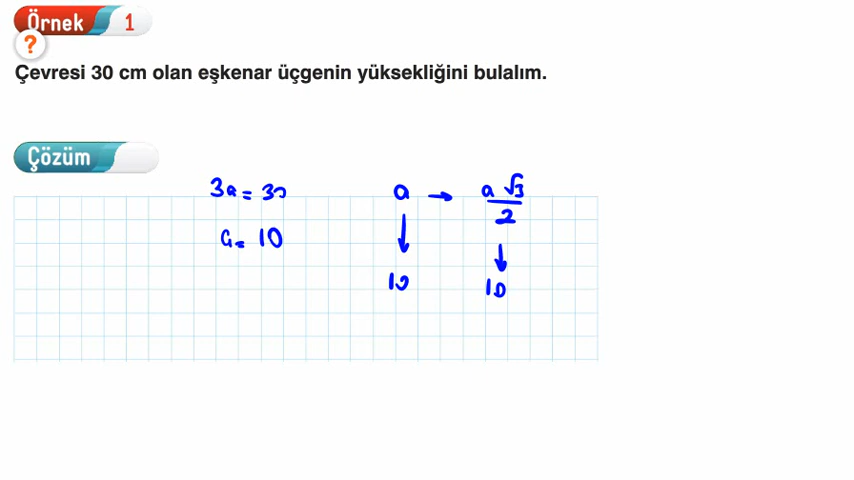 Örnek 1
?
Çevresi 30 cm olan eşkenar üçgenin yüksekliğini bulalım.
Çözüm
3a = 30 a → a√3/2
a = 10 ↓ ↓
10 10